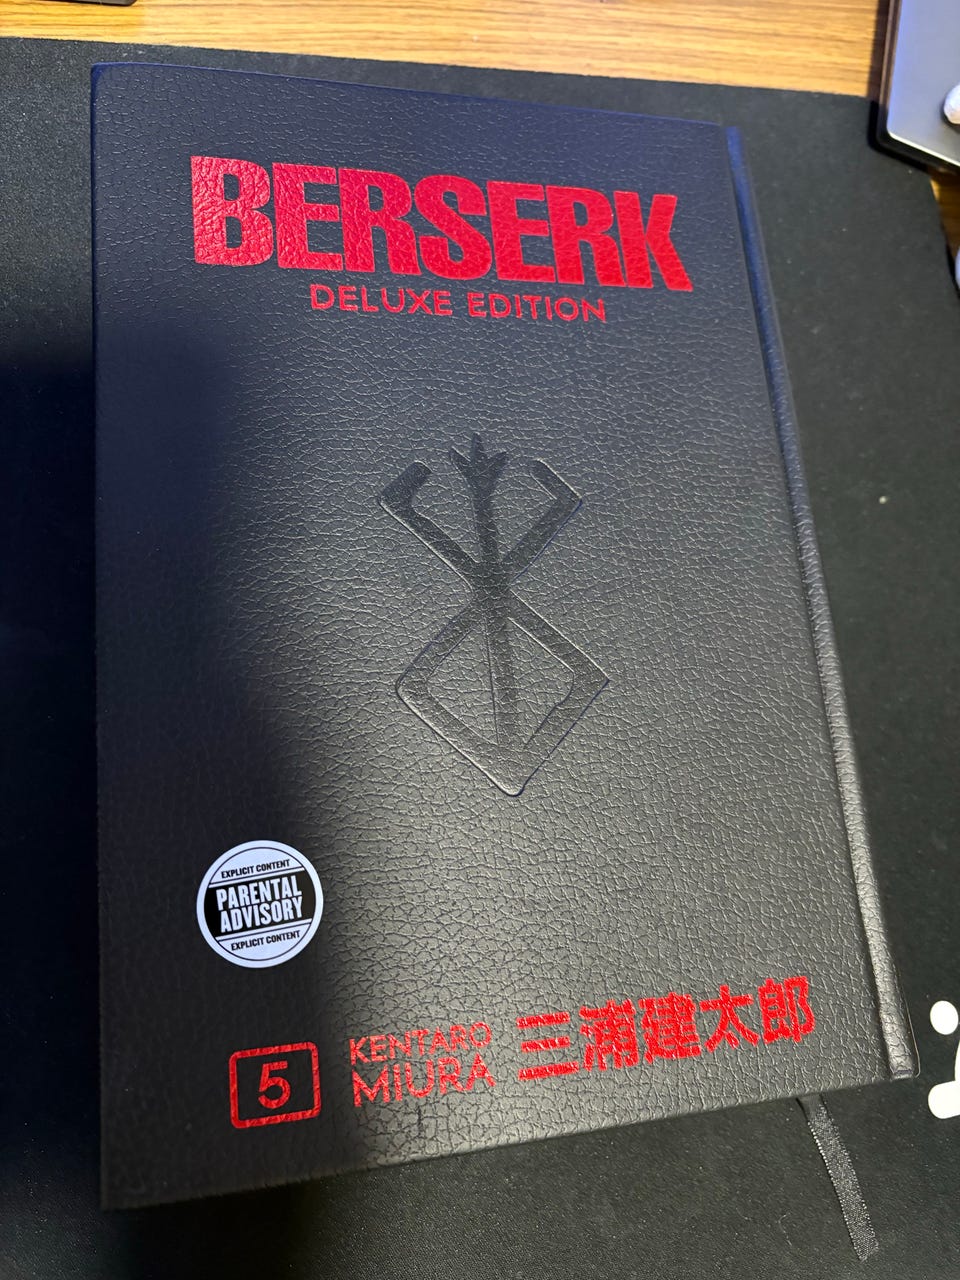 BERSERK
DELUXE EDITION
EXPLICIT CONTENT
PARENTAL
ADVISORY
EXPLICIT CONTENT
5
KENTARO
MIURA
三浦建太郎